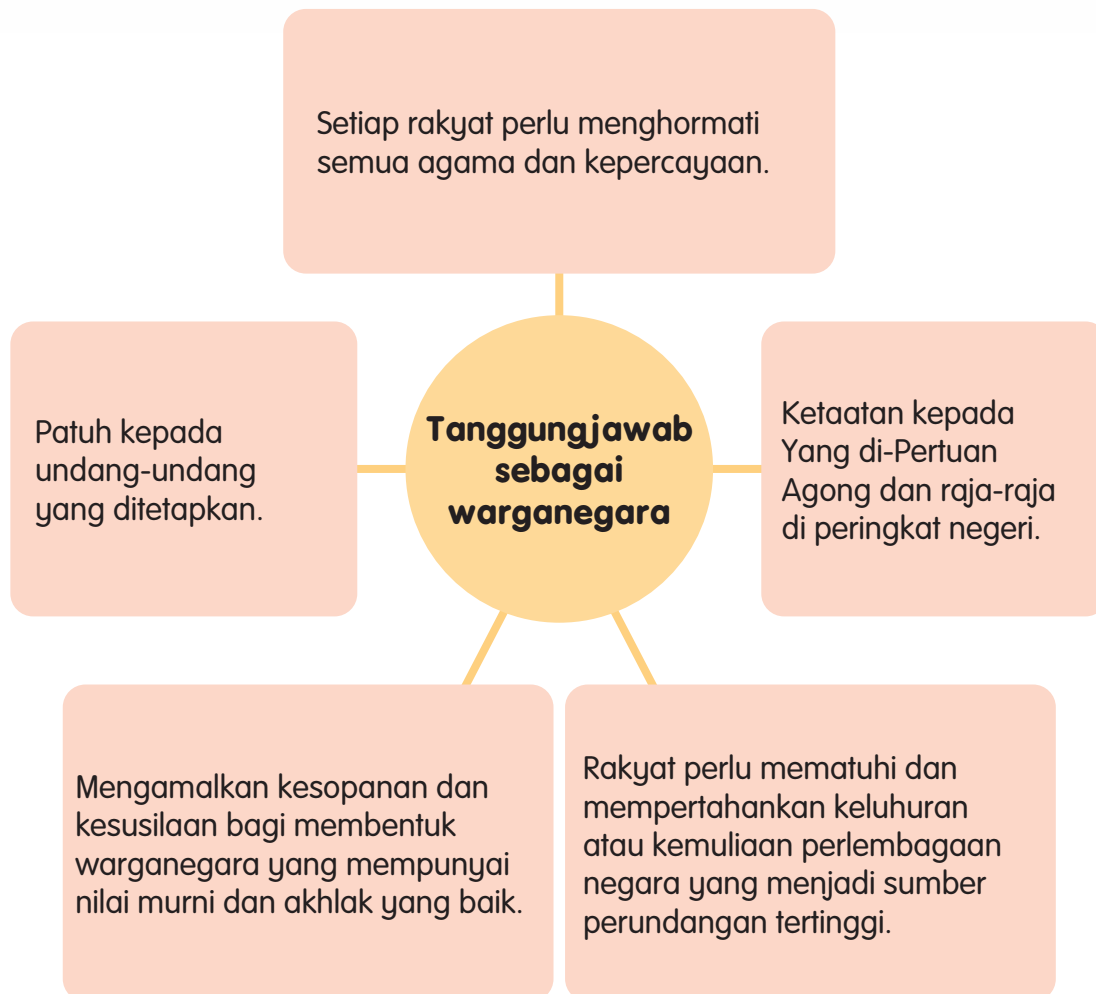 Setiap rakyat perlu menghormati
semua agama dan kepercayaan.
Patuh kepada
undang-undang
yang ditetapkan.
Tanggungjawab
sebagai
warganegara
Ketaatan kepada
Yang di-Pertuan
Agong dan raja-raja
di peringkat negeri.
Mengamalkan kesopanan dan
kesusilaan bagi membentuk
warganegara yang mempunyai
nilai murni dan akhlak yang baik.
Rakyat perlu mematuhi dan
mempertahankan keluhuran
atau kemuliaan perlembagaan
negara yang menjadi sumber
perundangan tertinggi.